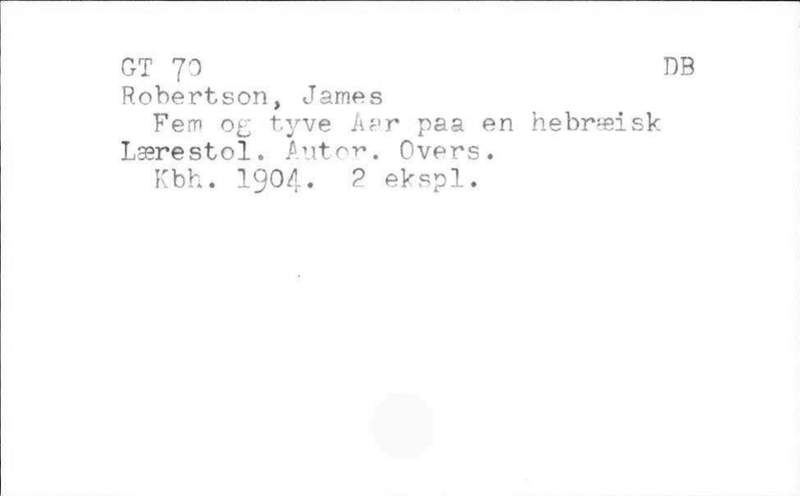 GT 70 DB
Robertson, James
Fem og tyve Aar paa en hebræisk
Lærestol. Autor. Overs.
Kbh. 1904. 2 ekspl.